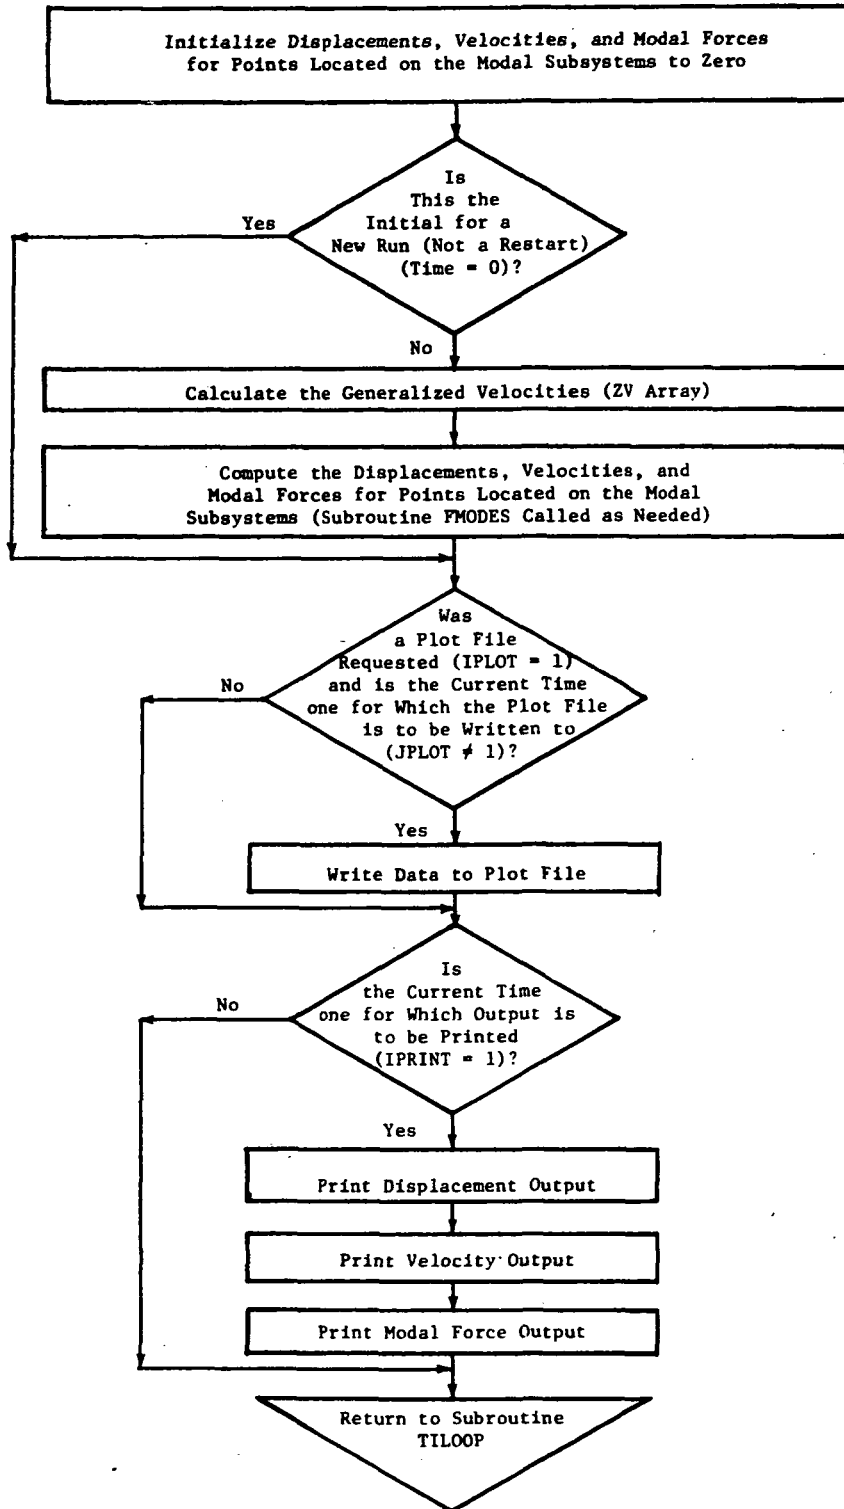 Initialize Displacements, Velocities, and Modal Forces
for Points Located on the Modal Subsystems to Zero
Is
This the
Initial for a
New Run (Not a Restart)
(Time = 0)?
Yes
No
Calculate the Generalized Velocities (ZV Array)
Compute the Displacements, Velocities, and
Modal Forces for Points Located on the Modal
Subsystems (Subroutine FMODES Called as Needed)
Was
a Plot File
Requested (IPLOT = 1)
and is the Current Time
one for Which the Plot File
is to be Written to
(JPLOT ≠ 1)?
No
Yes
Write Data to Plot File
Is
the Current Time
one for Which Output is
to be Printed
(IPRINT = 1)?
No
Yes
Print Displacement Output
Print Velocity Output
Print Modal Force Output
Return to Subroutine
TILOOP